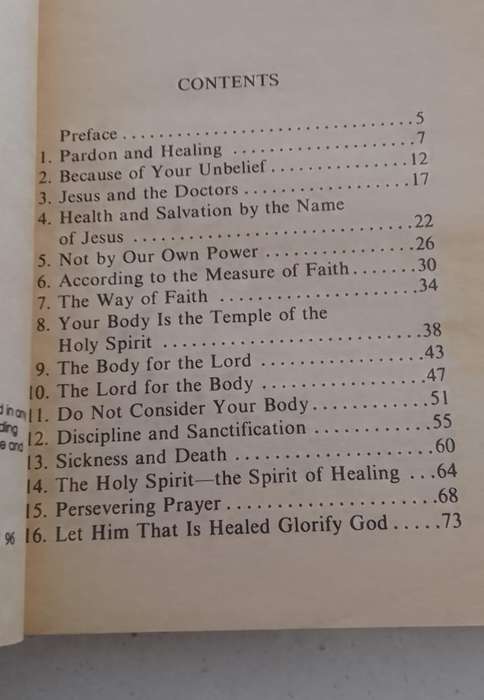 CONTENTS
Preface ................................ 5
1. Pardon and Healing .................... 7
2. Because of Your Unbelief ............... 12
3. Jesus and the Doctors .................. 17
4. Health and Salvation by the Name
of Jesus ............................... 22
5. Not by Our Own Power ................ 26
6. According to the Measure of Faith ....... 30
7. The Way of Faith ...................... 34
8. Your Body Is the Temple of the
Holy Spirit ............................ 38
9. The Body for the Lord .................. 43
10. The Lord for the Body .................. 47
11. Do Not Consider Your Body ............ 51
12. Discipline and Sanctification ............ 55
13. Sickness and Death .................... 60
14. The Holy Spirit—the Spirit of Healing ... 64
15. Persevering Prayer ...................... 68
16. Let Him That Is Healed Glorify God ..... 73
d in any
e and
96